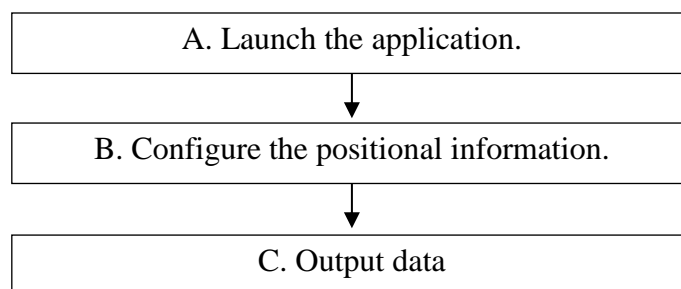 A. Launch the application.
B. Configure the positional information.
C. Output data